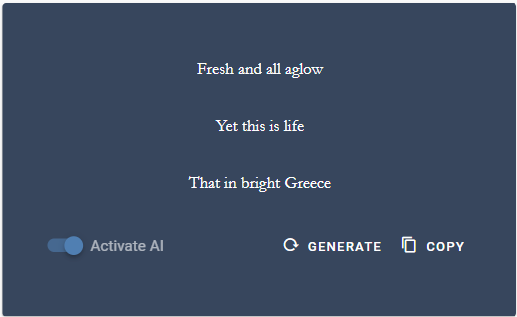 Fresh and all aglow
Yet this is life
That in bright Greece
Activate AI GENERATE COPY